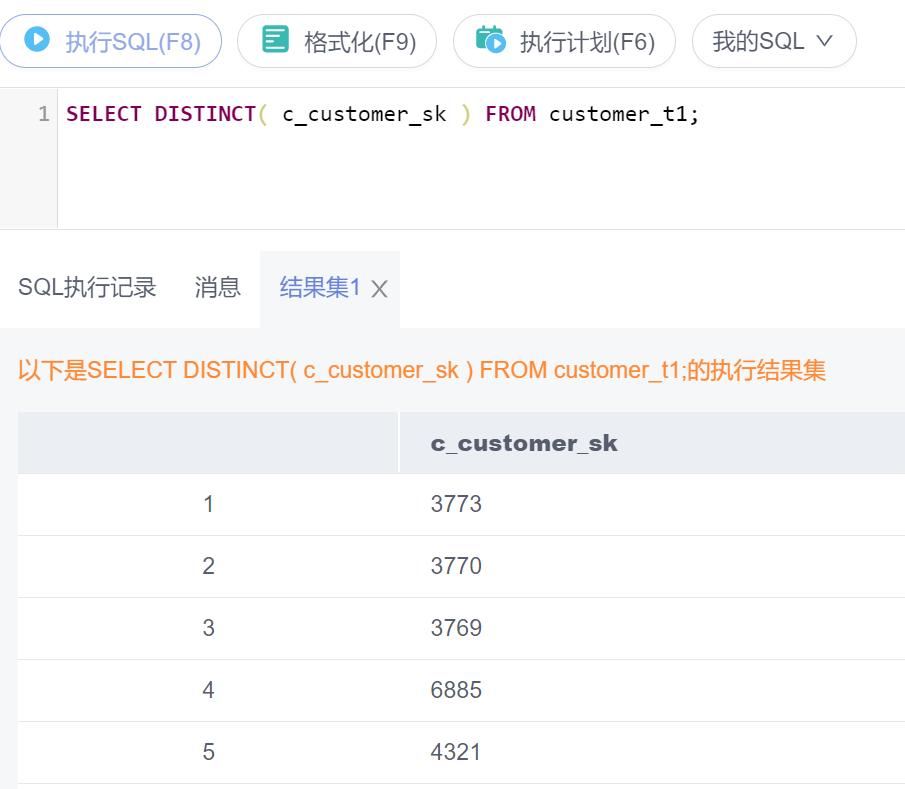 执行SQL(F8) 格式化(F9) 执行计划(F6) 我的SQL
1 SELECT DISTINCT( c_customer_sk ) FROM customer_t1;
SQL执行记录 消息 结果集1 X
以下是SELECT DISTINCT( c_customer_sk ) FROM customer_t1;的执行结果集
c_customer_sk
1 3773
2 3770
3 3769
4 6885
5 4321